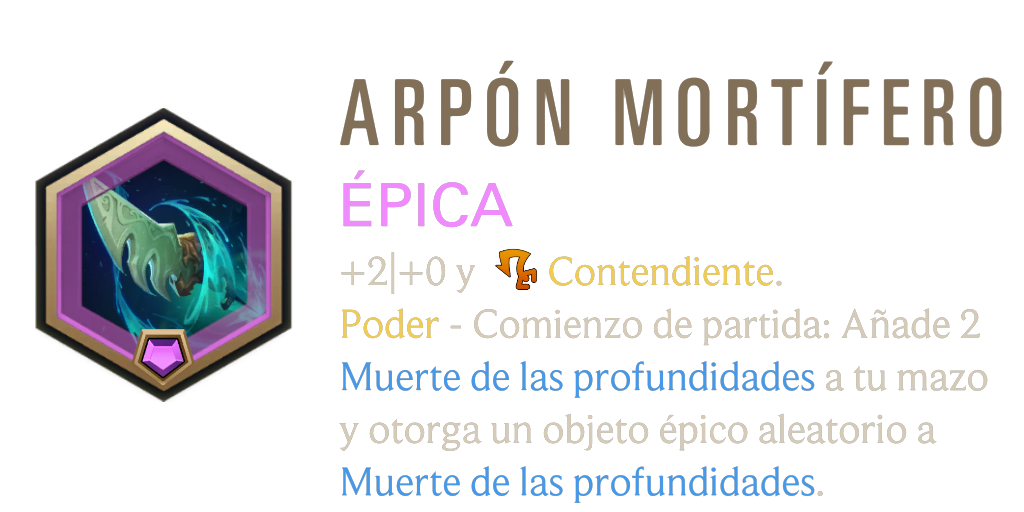 ARPÓN MORTÍFERO
ÉPICA
+2|+0 y Contendiente.
Poder - Comienzo de partida: Añade 2
Muerte de las profundidades a tu mazo
y otorga un objeto épico aleatorio a
Muerte de las profundidades.